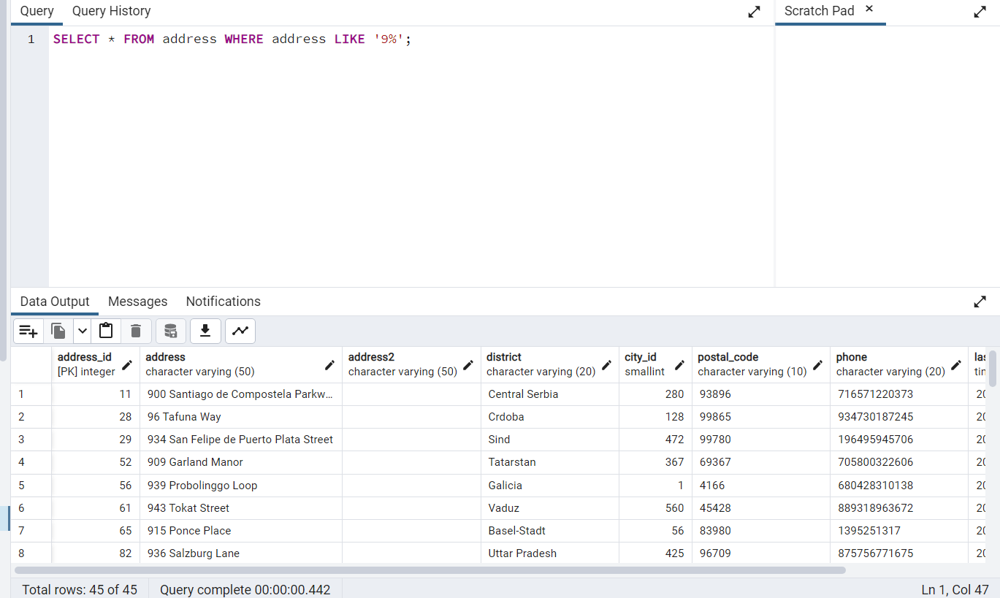 Query Query History Scratch Pad ×
1 SELECT * FROM address WHERE address LIKE '9%';
Data Output Messages Notifications
address_id address address2 district city_id postal_code phone las
[PK] integer character varying (50) character varying (50) character varying (20) smallint character varying (10) character varying (20) tin
1 11 900 Santiago de Compostela Parkw... Central Serbia 280 93896 716571220373 20
2 28 96 Tafuna Way Crdoba 128 99865 934730187245 20
3 29 934 San Felipe de Puerto Plata Street Sind 472 99780 196495945706 20
4 52 909 Garland Manor Tatarstan 367 69367 705800322606 20
5 56 939 Probolinggo Loop Galicia 1 4166 680428310138 20
6 61 943 Tokat Street Vaduz 560 45428 889318963672 20
7 65 915 Ponce Place Basel-Stadt 56 83980 1395251317 20
8 82 936 Salzburg Lane Uttar Pradesh 425 96709 875756771675 20
Total rows: 45 of 45 Query complete 00:00:00.442 Ln 1, Col 47